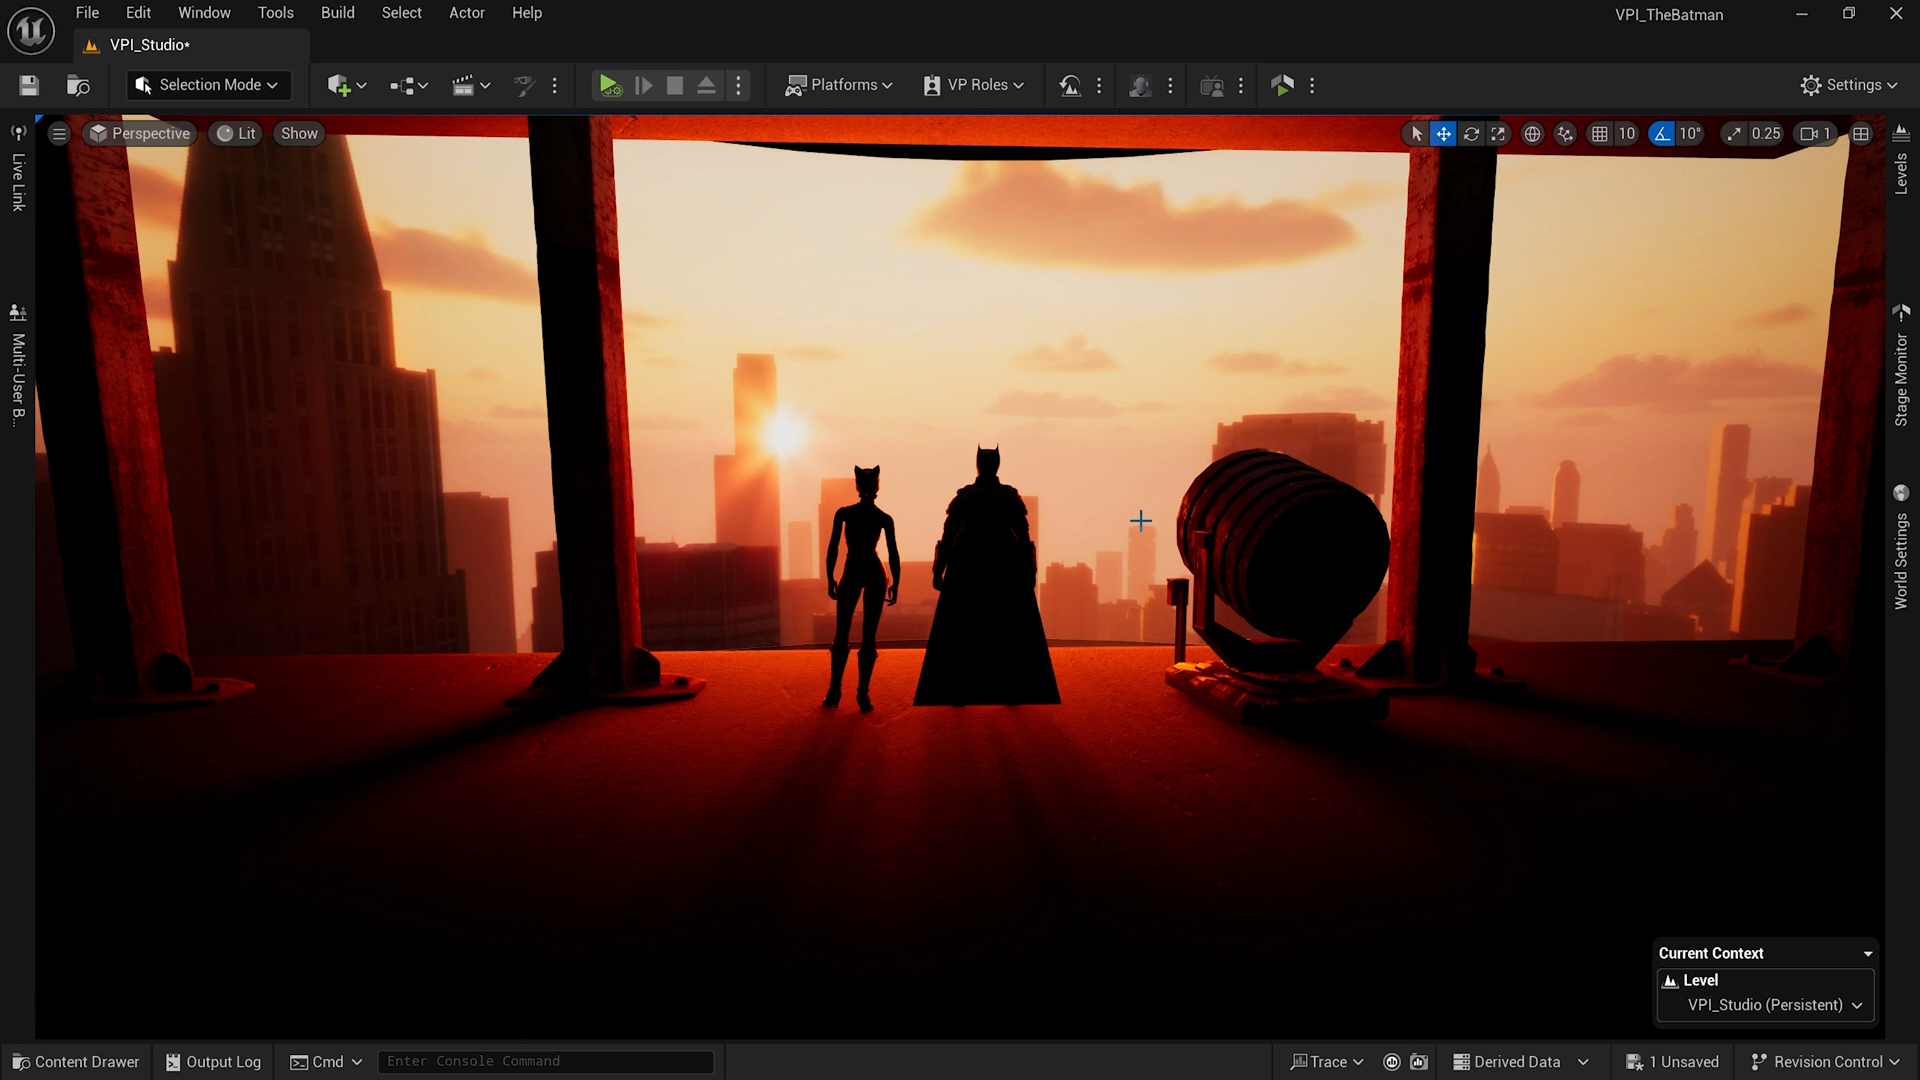 File Edit Window Tools Build Select Actor Help
VPI_TheBatman
VPI_Studio*
Selection Mode
Platforms
VP Roles
Settings
Perspective
Lit
Show
10
10°
0.25
1
Live Link
Multi-User B...
Levels
Stage Monitor
World Settings
Current Context
Level
VPI_Studio (Persistent)
Content Drawer
Output Log
Cmd
Enter Console Command
Trace
Derived Data
1 Unsaved
Revision Control